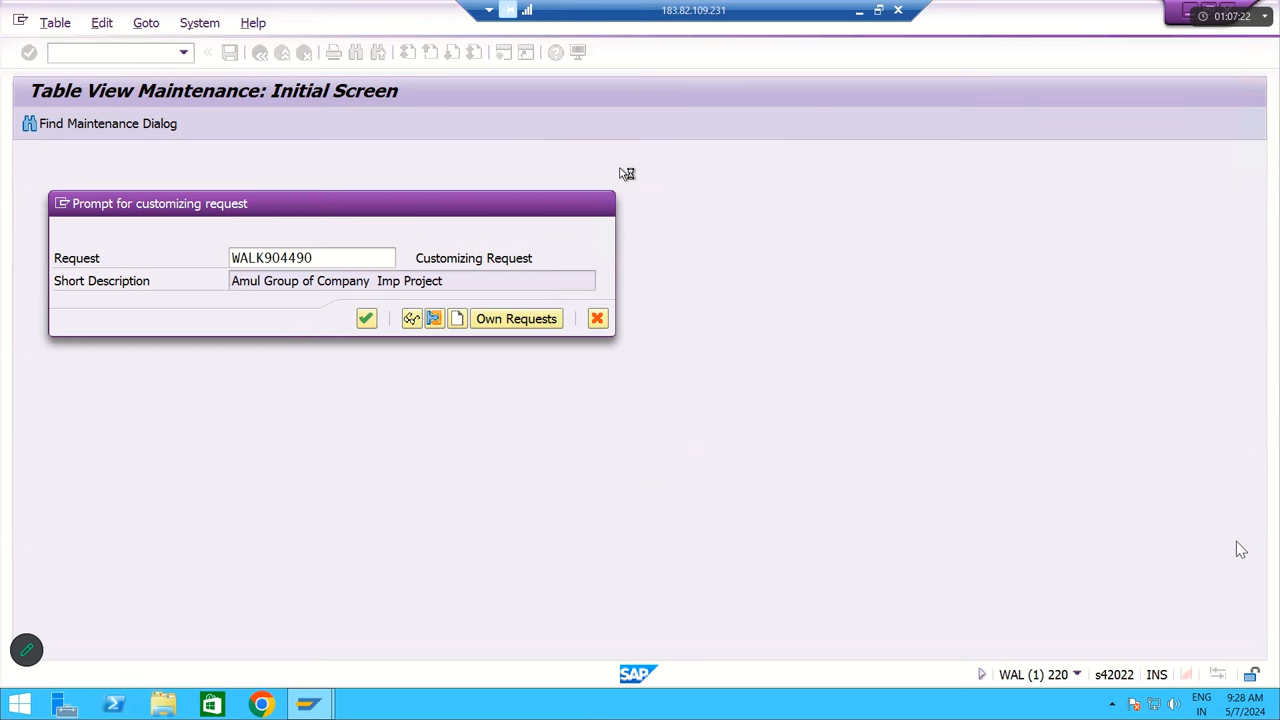 183.82.109.231
01:07:22
Table Edit Goto System Help
Table View Maintenance: Initial Screen
Find Maintenance Dialog
Prompt for customizing request
Request WALK904490 Customizing Request
Short Description Amul Group of Company Imp Project
Own Requests
SAP WAL (1) 220 s42022 INS
ENG 9:28 AM
IN 5/7/2024